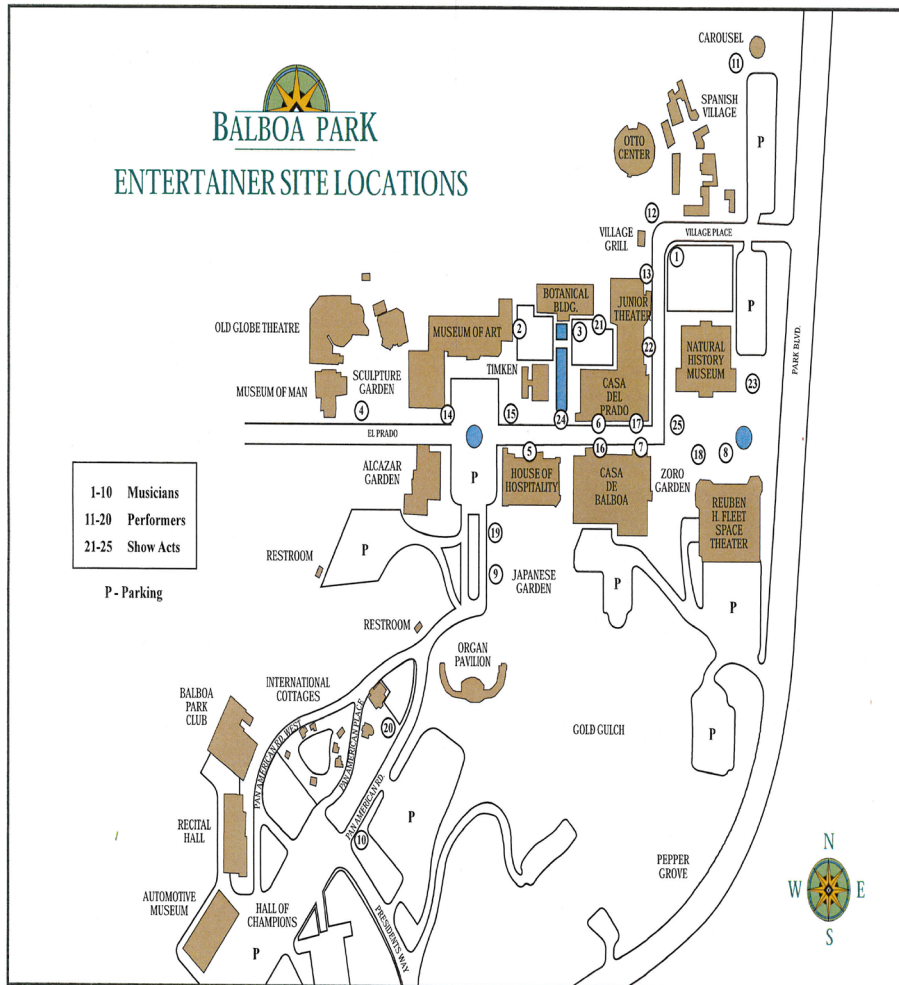 BALBOA PARK
ENTERTAINER SITE LOCATIONS
CAROUSEL
11
SPANISH
VILLAGE
P
OTTO
CENTER
12
VILLAGE
GRILL
VILLAGE PLACE
1
13
BOTANICAL
BLDG.
JUNIOR
THEATER
P
OLD GLOBE THEATRE
MUSEUM OF ART
2
3
21
22
NATURAL
HISTORY
MUSEUM
PARK BLVD.
MUSEUM OF MAN
SCULPTURE
GARDEN
TIMKEN
CASA
DEL
PRADO
23
4
14
15
24
6
17
25
EL PRADO
5
16
7
18
8
ALCAZAR
GARDEN
P
HOUSE OF
HOSPITALITY
CASA
DE
BALBOA
ZORO
GARDEN
REUBEN
H. FLEET
SPACE
THEATER
1-10 Musicians
11-20 Performers
21-25 Show Acts
P - Parking
RESTROOM
P
19
9
JAPANESE
GARDEN
P
P
RESTROOM
ORGAN
PAVILION
INTERNATIONAL
COTTAGES
BALBOA
PARK
CLUB
PAN AMERICAN RD. WEST
PAN AMERICAN PLACE
20
GOLD GULCH
P
PAN AMERICAN RD.
P
10
RECITAL
HALL
PEPPER
GROVE
AUTOMOTIVE
MUSEUM
HALL OF
CHAMPIONS
P
PRESIDENTS WAY
N
W
E
S